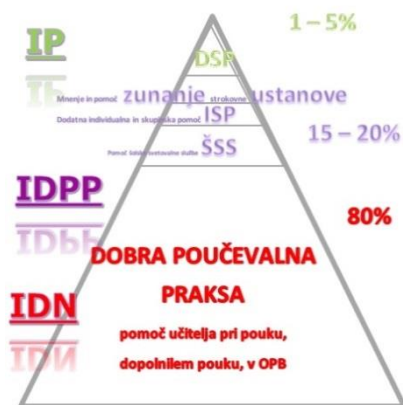 1 – 5%
IP
DSP
Mnenje in pomoč zunanje strokovne ustanove
Dodatna individualna in skupinska pomoč ISP
15 – 20%
Pomoč šolske svetovalne službe ŠSS
IDPP
80%
DOBRA POUČEVALNA
PRAKSA
IDN
pomoč učitelja pri pouku,
dopolnilem pouku, v OPB